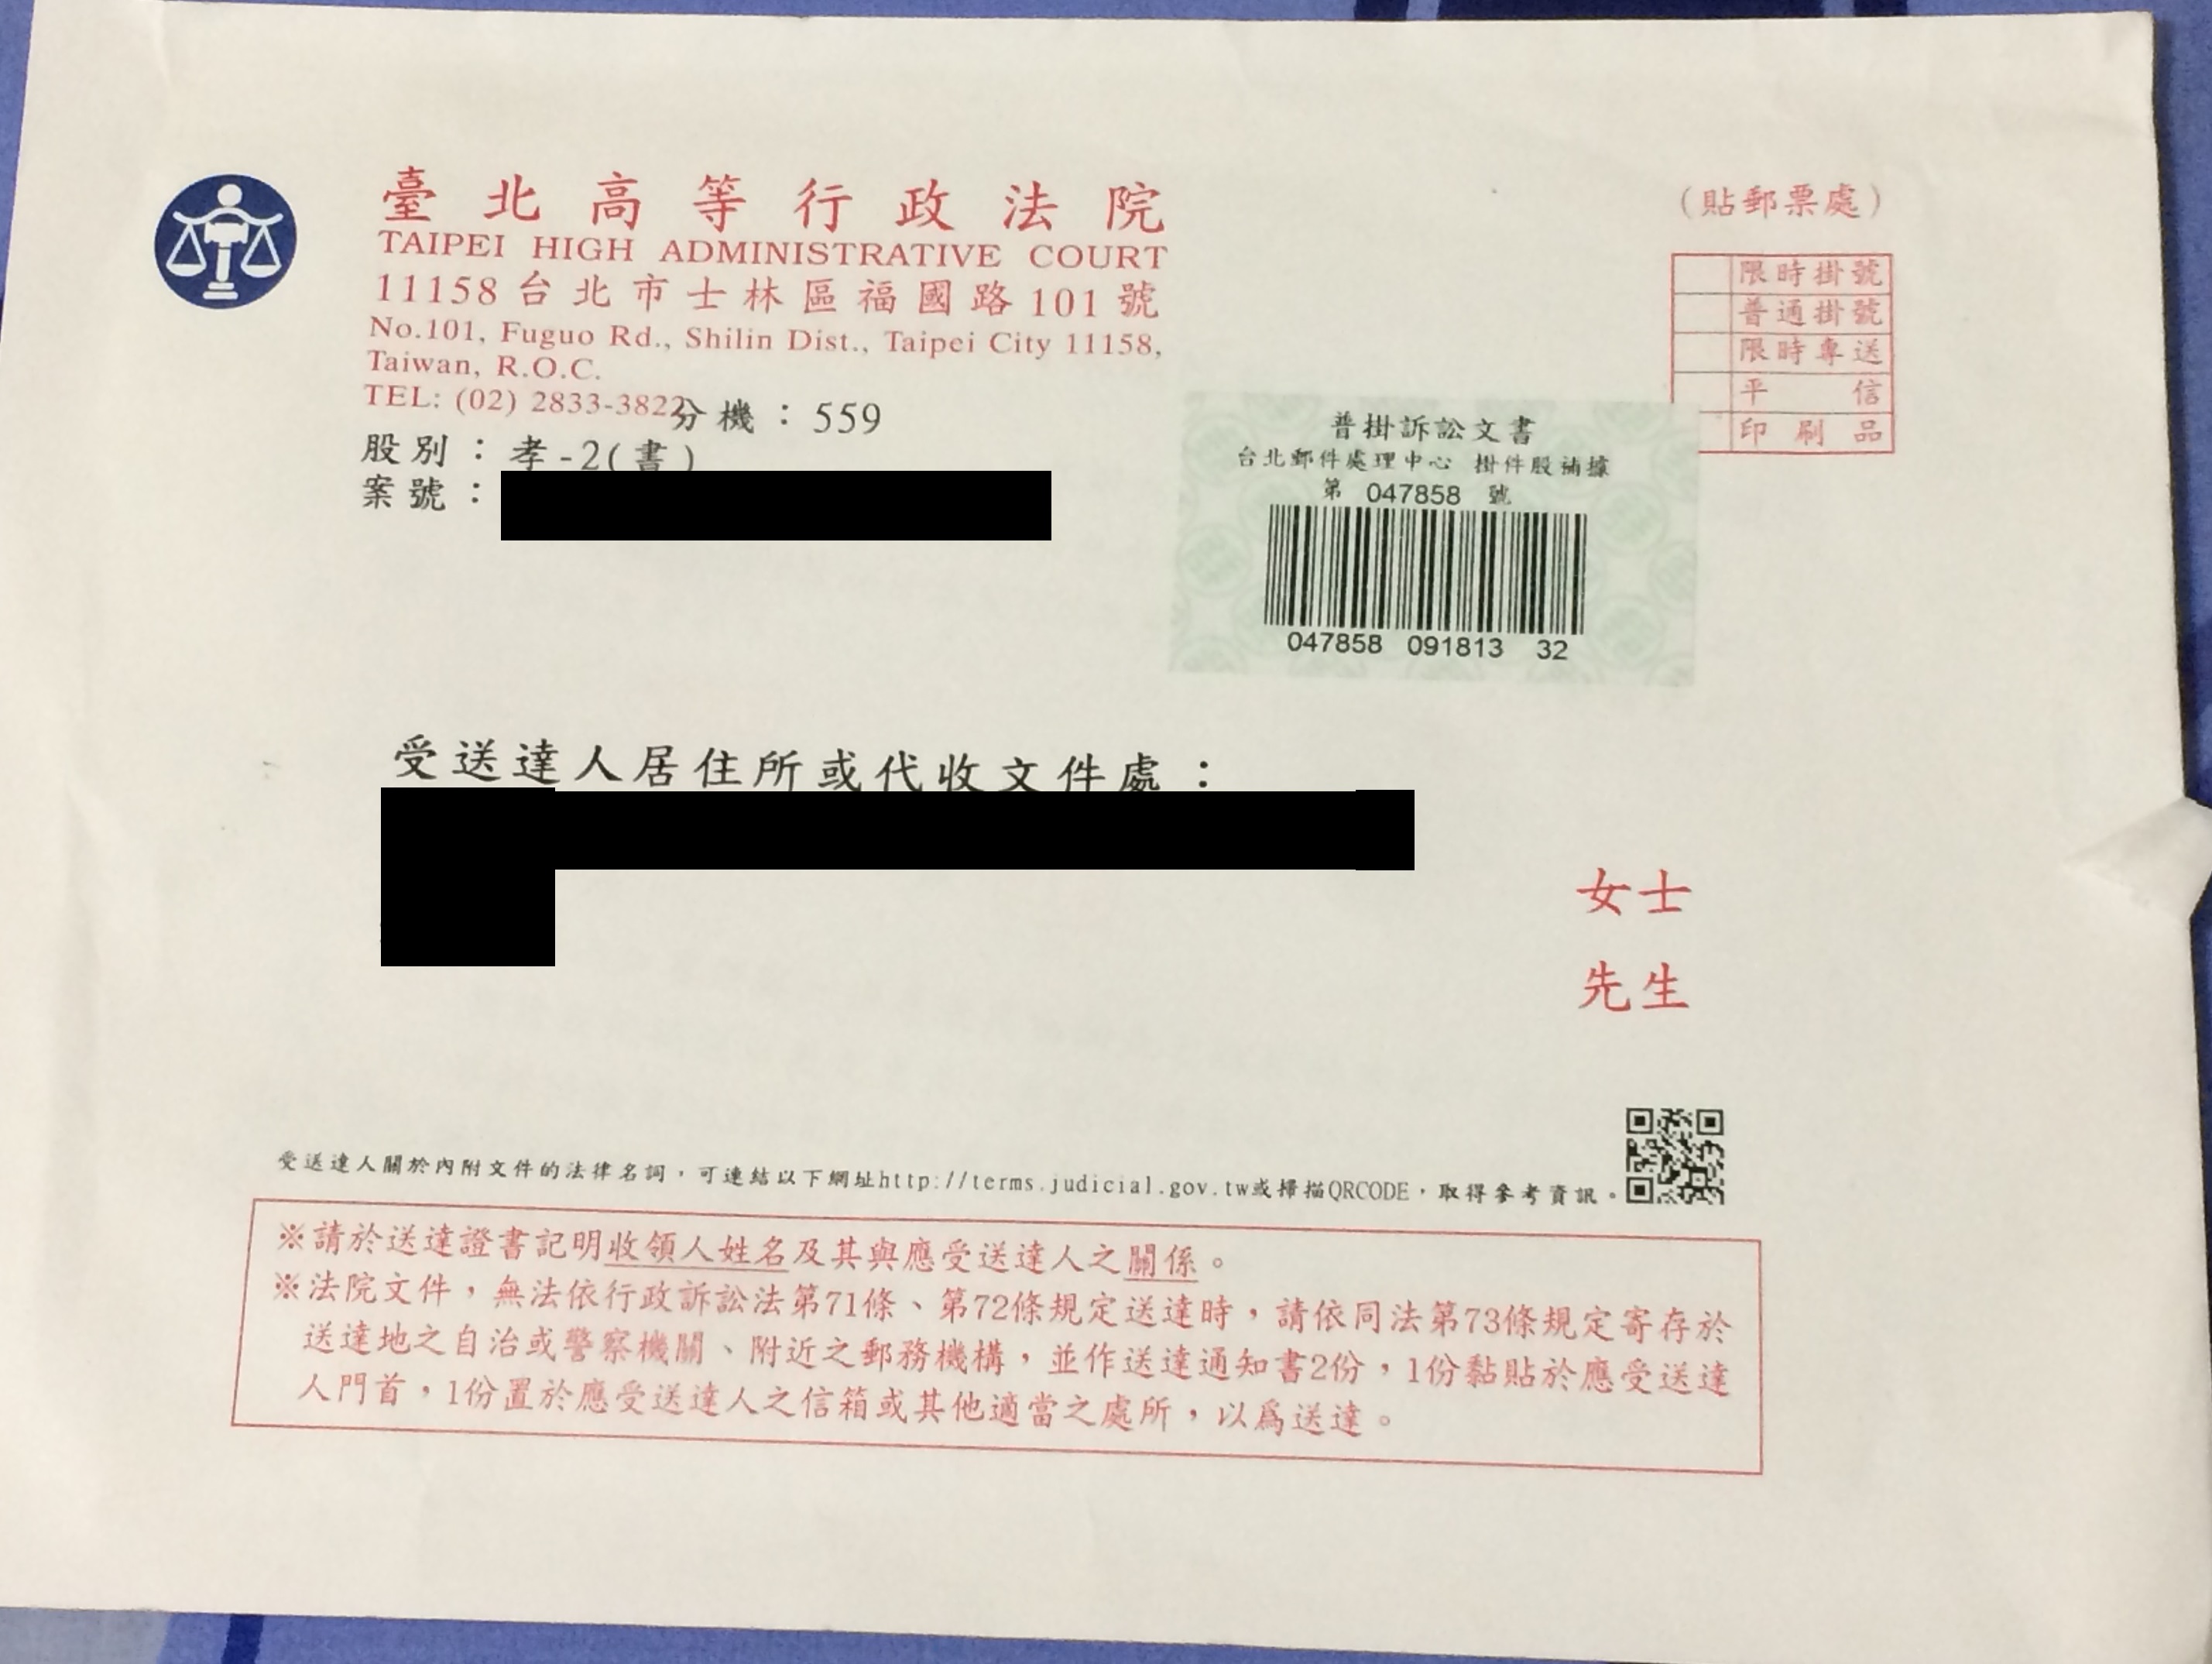 臺北高等行政法院
TAIPEI HIGH ADMINISTRATIVE COURT
11158台北市士林區福國路101號
No.101, Fuguo Rd., Shilin Dist., Taipei City 11158,
Taiwan, R.O.C.
TEL: (02) 2833-3822分機：559
股別：孝-2(書)
案號：
(貼郵票處)
限時掛號
普通掛號
限時專送
平信
印刷品
普掛訴訟文書
台北郵件處理中心 掛件股補據
第 047858 號
047858 091813 32
受送達人居住所或代收文件處：
女士
先生
受送達人關於內附文件的法律名詞，可連結以下網址http://terms.judicial.gov.tw或掃描QRCODE，取得參考資訊。
※請於送達證書記明收領人姓名及其與應受送達人之關係。
※法院文件，無法依行政訴訟法第71條、第72條規定送達時，請依同法第73條規定寄存於
送達地之自治或警察機關、附近之郵務機構，並作送達通知書2份，1份黏貼於應受送達
人門首，1份置於應受送達人之信箱或其他適當之處所，以爲送達。